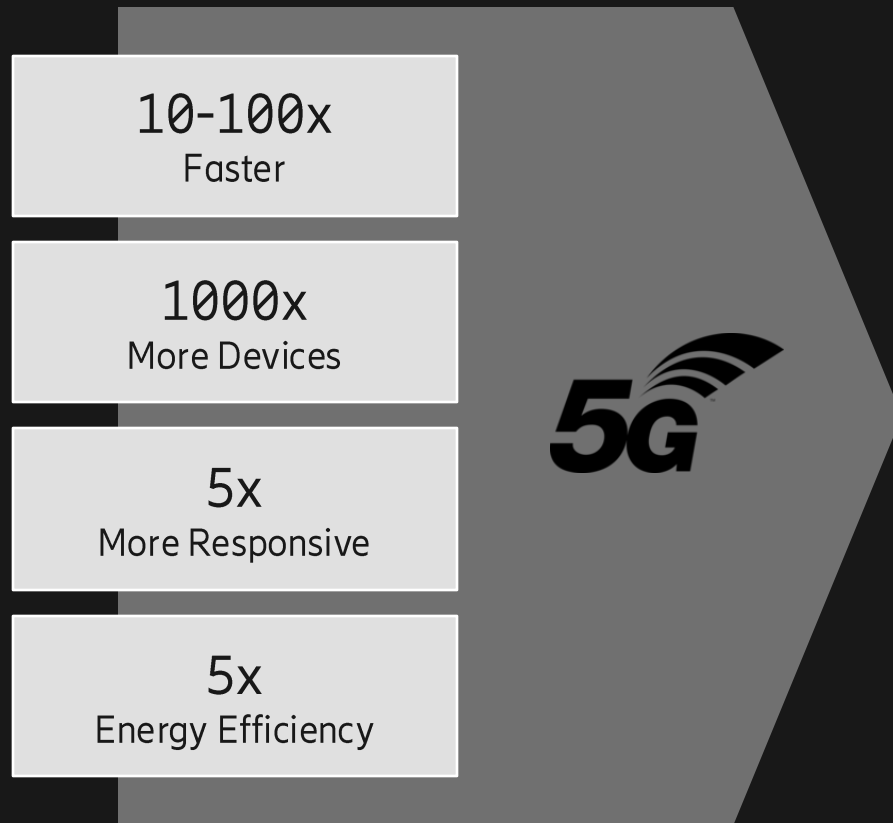 10-100x
Faster
1000x
More Devices
5x
More Responsive
5x
Energy Efficiency
5G